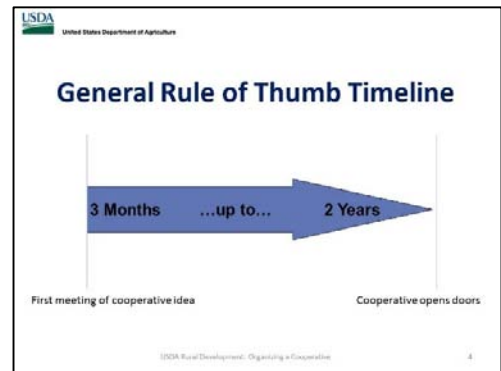 USDA
United States Department of Agriculture
General Rule of Thumb Timeline
3 Months ...up to... 2 Years
First meeting of cooperative idea Cooperative opens doors
USDA Rural Development: Organizing a Cooperative 4